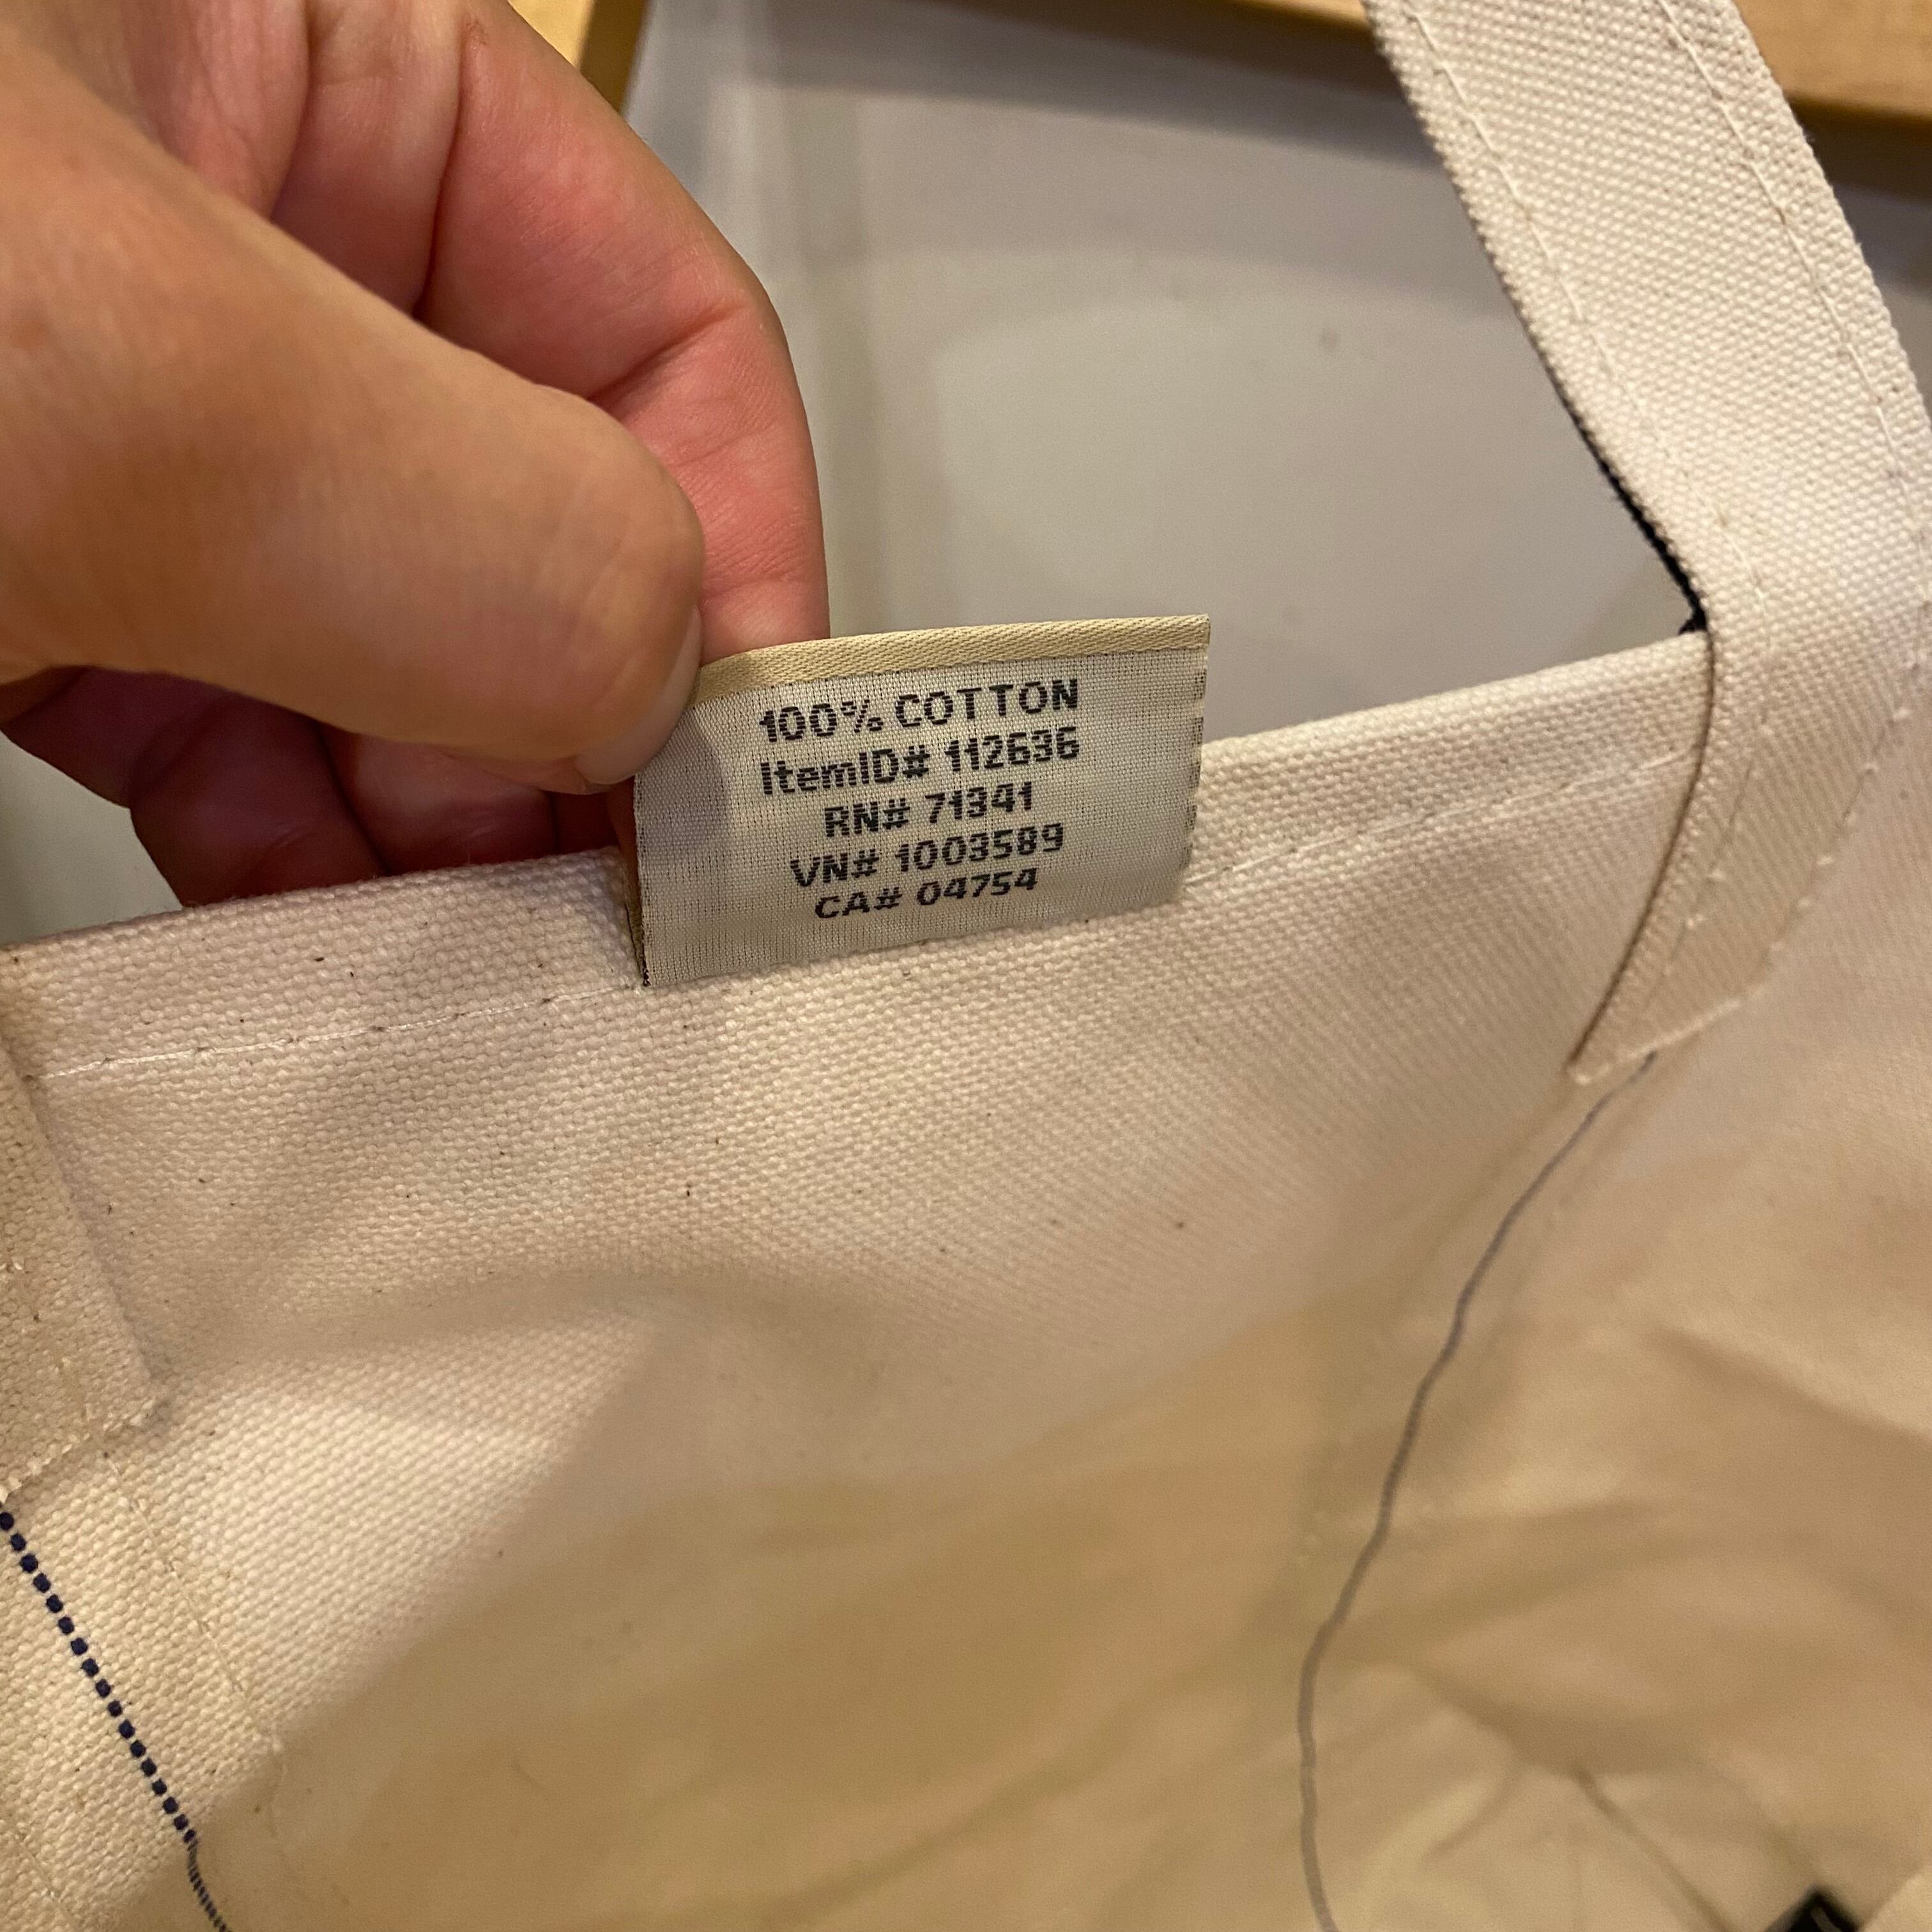 100% COTTON
ItemID# 112636
RN# 71341
VN# 1003589
CA# 04754